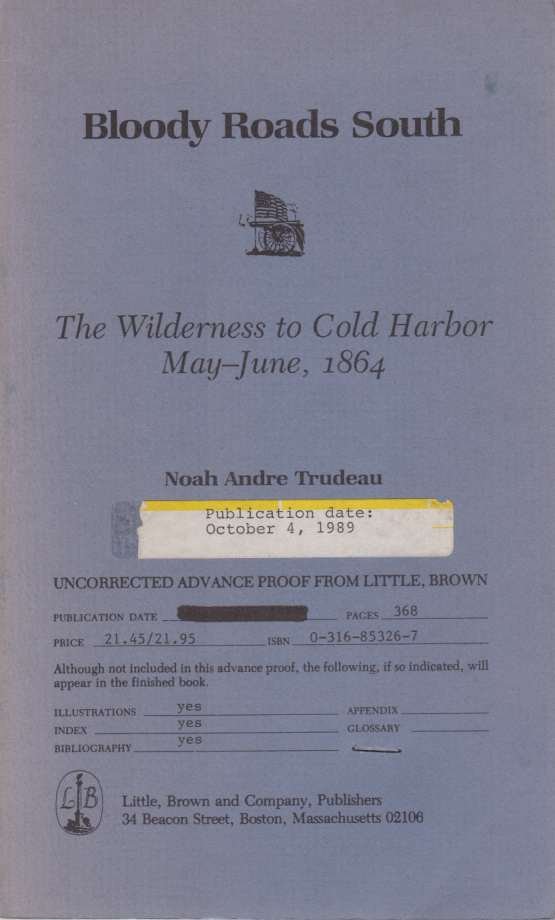 Bloody Roads South
The Wilderness to Cold Harbor
May–June, 1864
Noah Andre Trudeau
Publication date:
October 4, 1989
UNCORRECTED ADVANCE PROOF FROM LITTLE, BROWN
PUBLICATION DATE PAGES 368
PRICE 21.45/21.95 ISBN 0-316-85326-7
Although not included in this advance proof, the following, if so indicated, will
appear in the finished book.
ILLUSTRATIONS yes APPENDIX
INDEX yes GLOSSARY
BIBLIOGRAPHY yes
L B
Little, Brown and Company, Publishers
34 Beacon Street, Boston, Massachusetts 02106